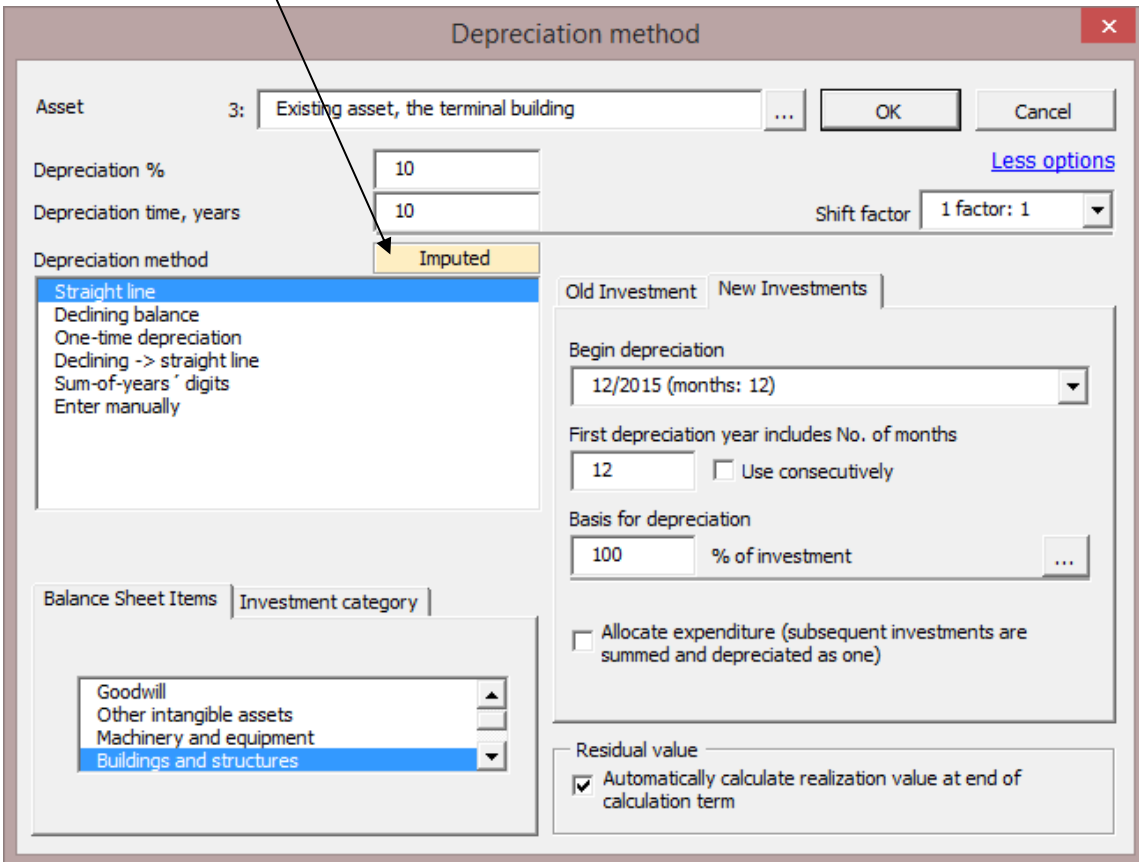 Depreciation method
Asset 3: Existing asset, the terminal building ... OK Cancel
Depreciation % 10 Less options
Depreciation time, years 10 Shift factor 1 factor: 1
Depreciation method Imputed
Straight line
Declining balance
One-time depreciation
Declining -> straight line
Sum-of-years´ digits
Enter manually
Old Investment New Investments
Begin depreciation
12/2015 (months: 12)
First depreciation year includes No. of months
12 Use consecutively
Basis for depreciation
100 % of investment ...
Allocate expenditure (subsequent investments are
summed and depreciated as one)
Balance Sheet Items Investment category
Goodwill
Other intangible assets
Machinery and equipment
Buildings and structures
Residual value
Automatically calculate realization value at end of
calculation term